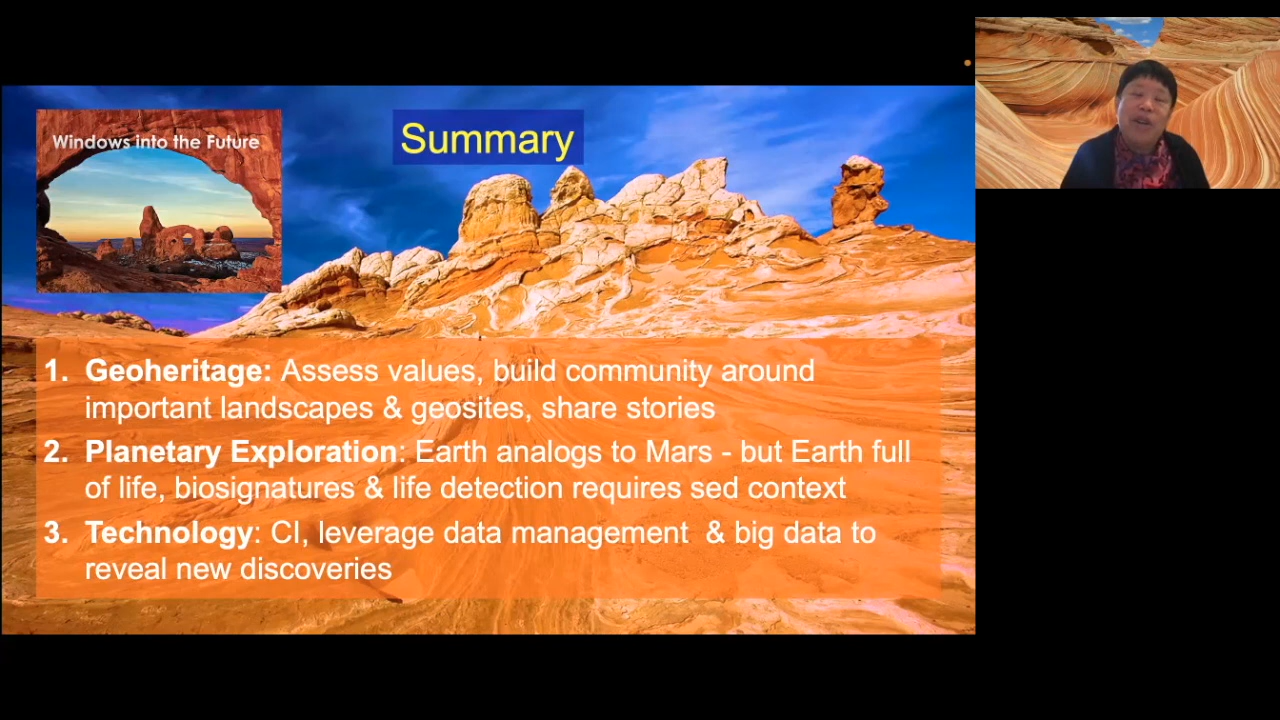 Windows into the Future
Summary
1. Geoheritage: Assess values, build community around
important landscapes & geosites, share stories
2. Planetary Exploration: Earth analogs to Mars - but Earth full
of life, biosignatures & life detection requires sed context
3. Technology: CI, leverage data management  & big data to
reveal new discoveries